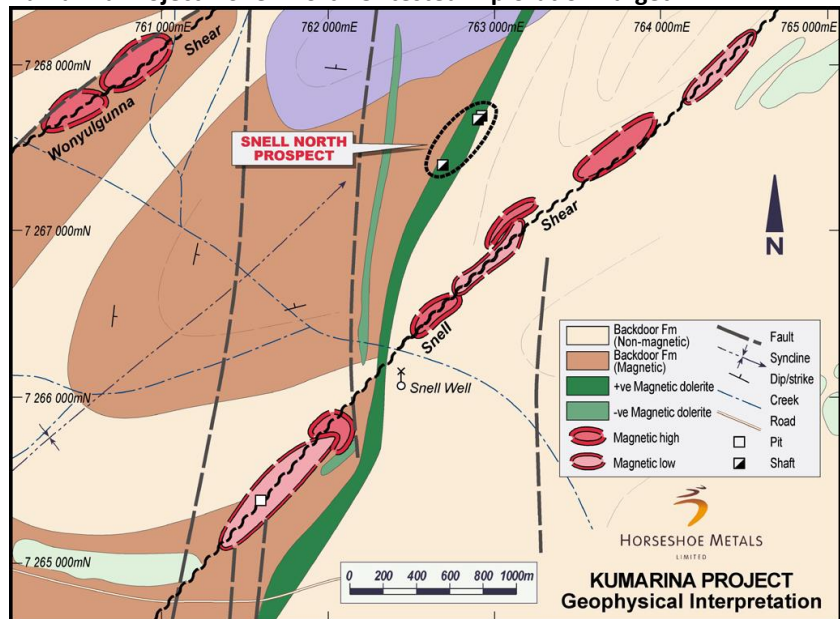 761 000mE
762 000mE
763 000mE
764 000mE
765 000mE
7 268 000mN
Shear
Wonyulgunna
SNELL NORTH
PROSPECT
7 267 000mN
Shear
N
Snell
Snell Well
7 266 000mN
7 265 000mN
Backdoor Fm
(Non-magnetic)
Backdoor Fm
(Magnetic)
+ve Magnetic dolerite
-ve Magnetic dolerite
Magnetic high
Magnetic low
Fault
Syncline
Dip/strike
Creek
Road
Pit
Shaft
0 200 400 600 800 1000m
HORSESHOE METALS
LIMITED
KUMARINA PROJECT
Geophysical Interpretation